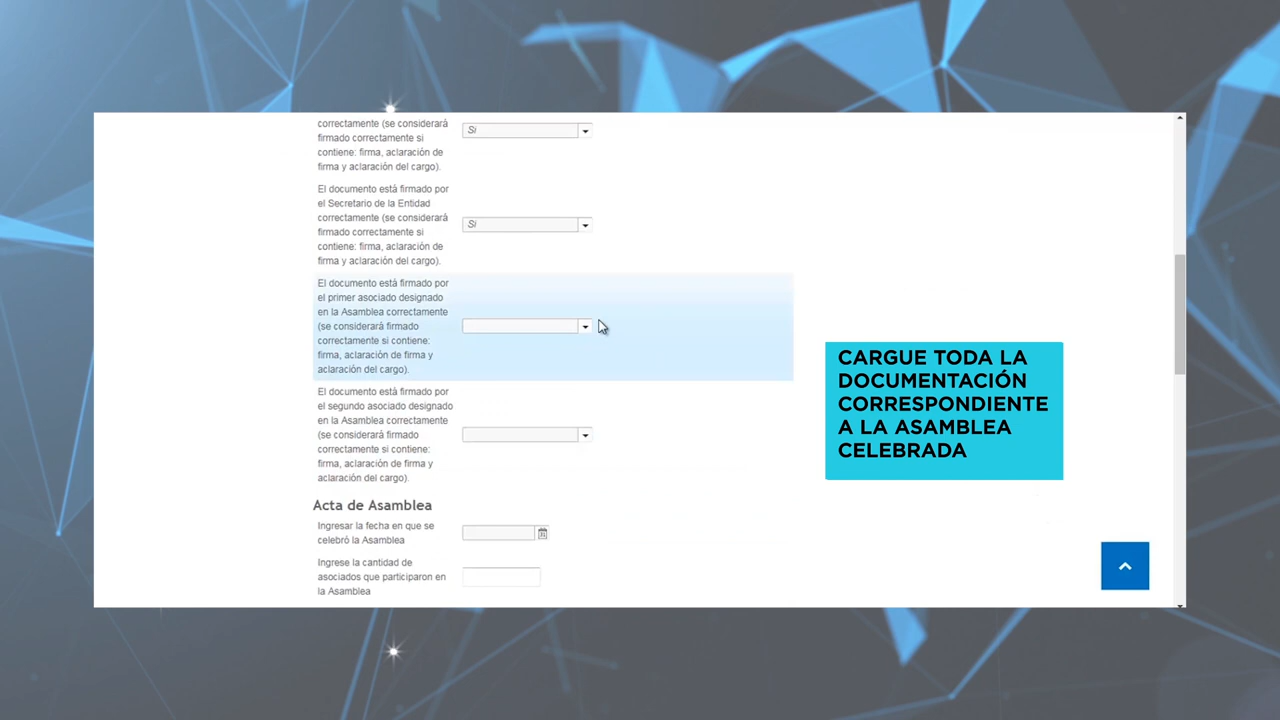 correctamente (se considerará
firmado correctamente si
contiene: firma, aclaración de
firma y aclaración del cargo).
Si
El documento está firmado por
el Secretario de la Entidad
correctamente (se considerará
firmado correctamente si
contiene: firma, aclaración de
firma y aclaración del cargo).
Si
El documento está firmado por
el primer asociado designado
en la Asamblea correctamente
(se considerará firmado
correctamente si contiene:
firma, aclaración de firma y
aclaración del cargo).
El documento está firmado por
el segundo asociado designado
en la Asamblea correctamente
(se considerará firmado
correctamente si contiene:
firma, aclaración de firma y
aclaración del cargo).
Acta de Asamblea
Ingresar la fecha en que se
celebró la Asamblea
Ingrese la cantidad de
asociados que participaron en
la Asamblea
CARGUE TODA LA
DOCUMENTACIÓN
CORRESPONDIENTE
A LA ASAMBLEA
CELEBRADA